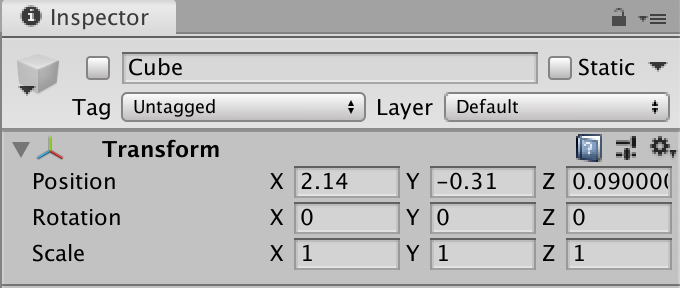 Inspector
Cube
Static
Tag Untagged Layer Default
Transform
Position X 2.14 Y -0.31 Z 0.090000
Rotation X 0 Y 0 Z 0
Scale X 1 Y 1 Z 1